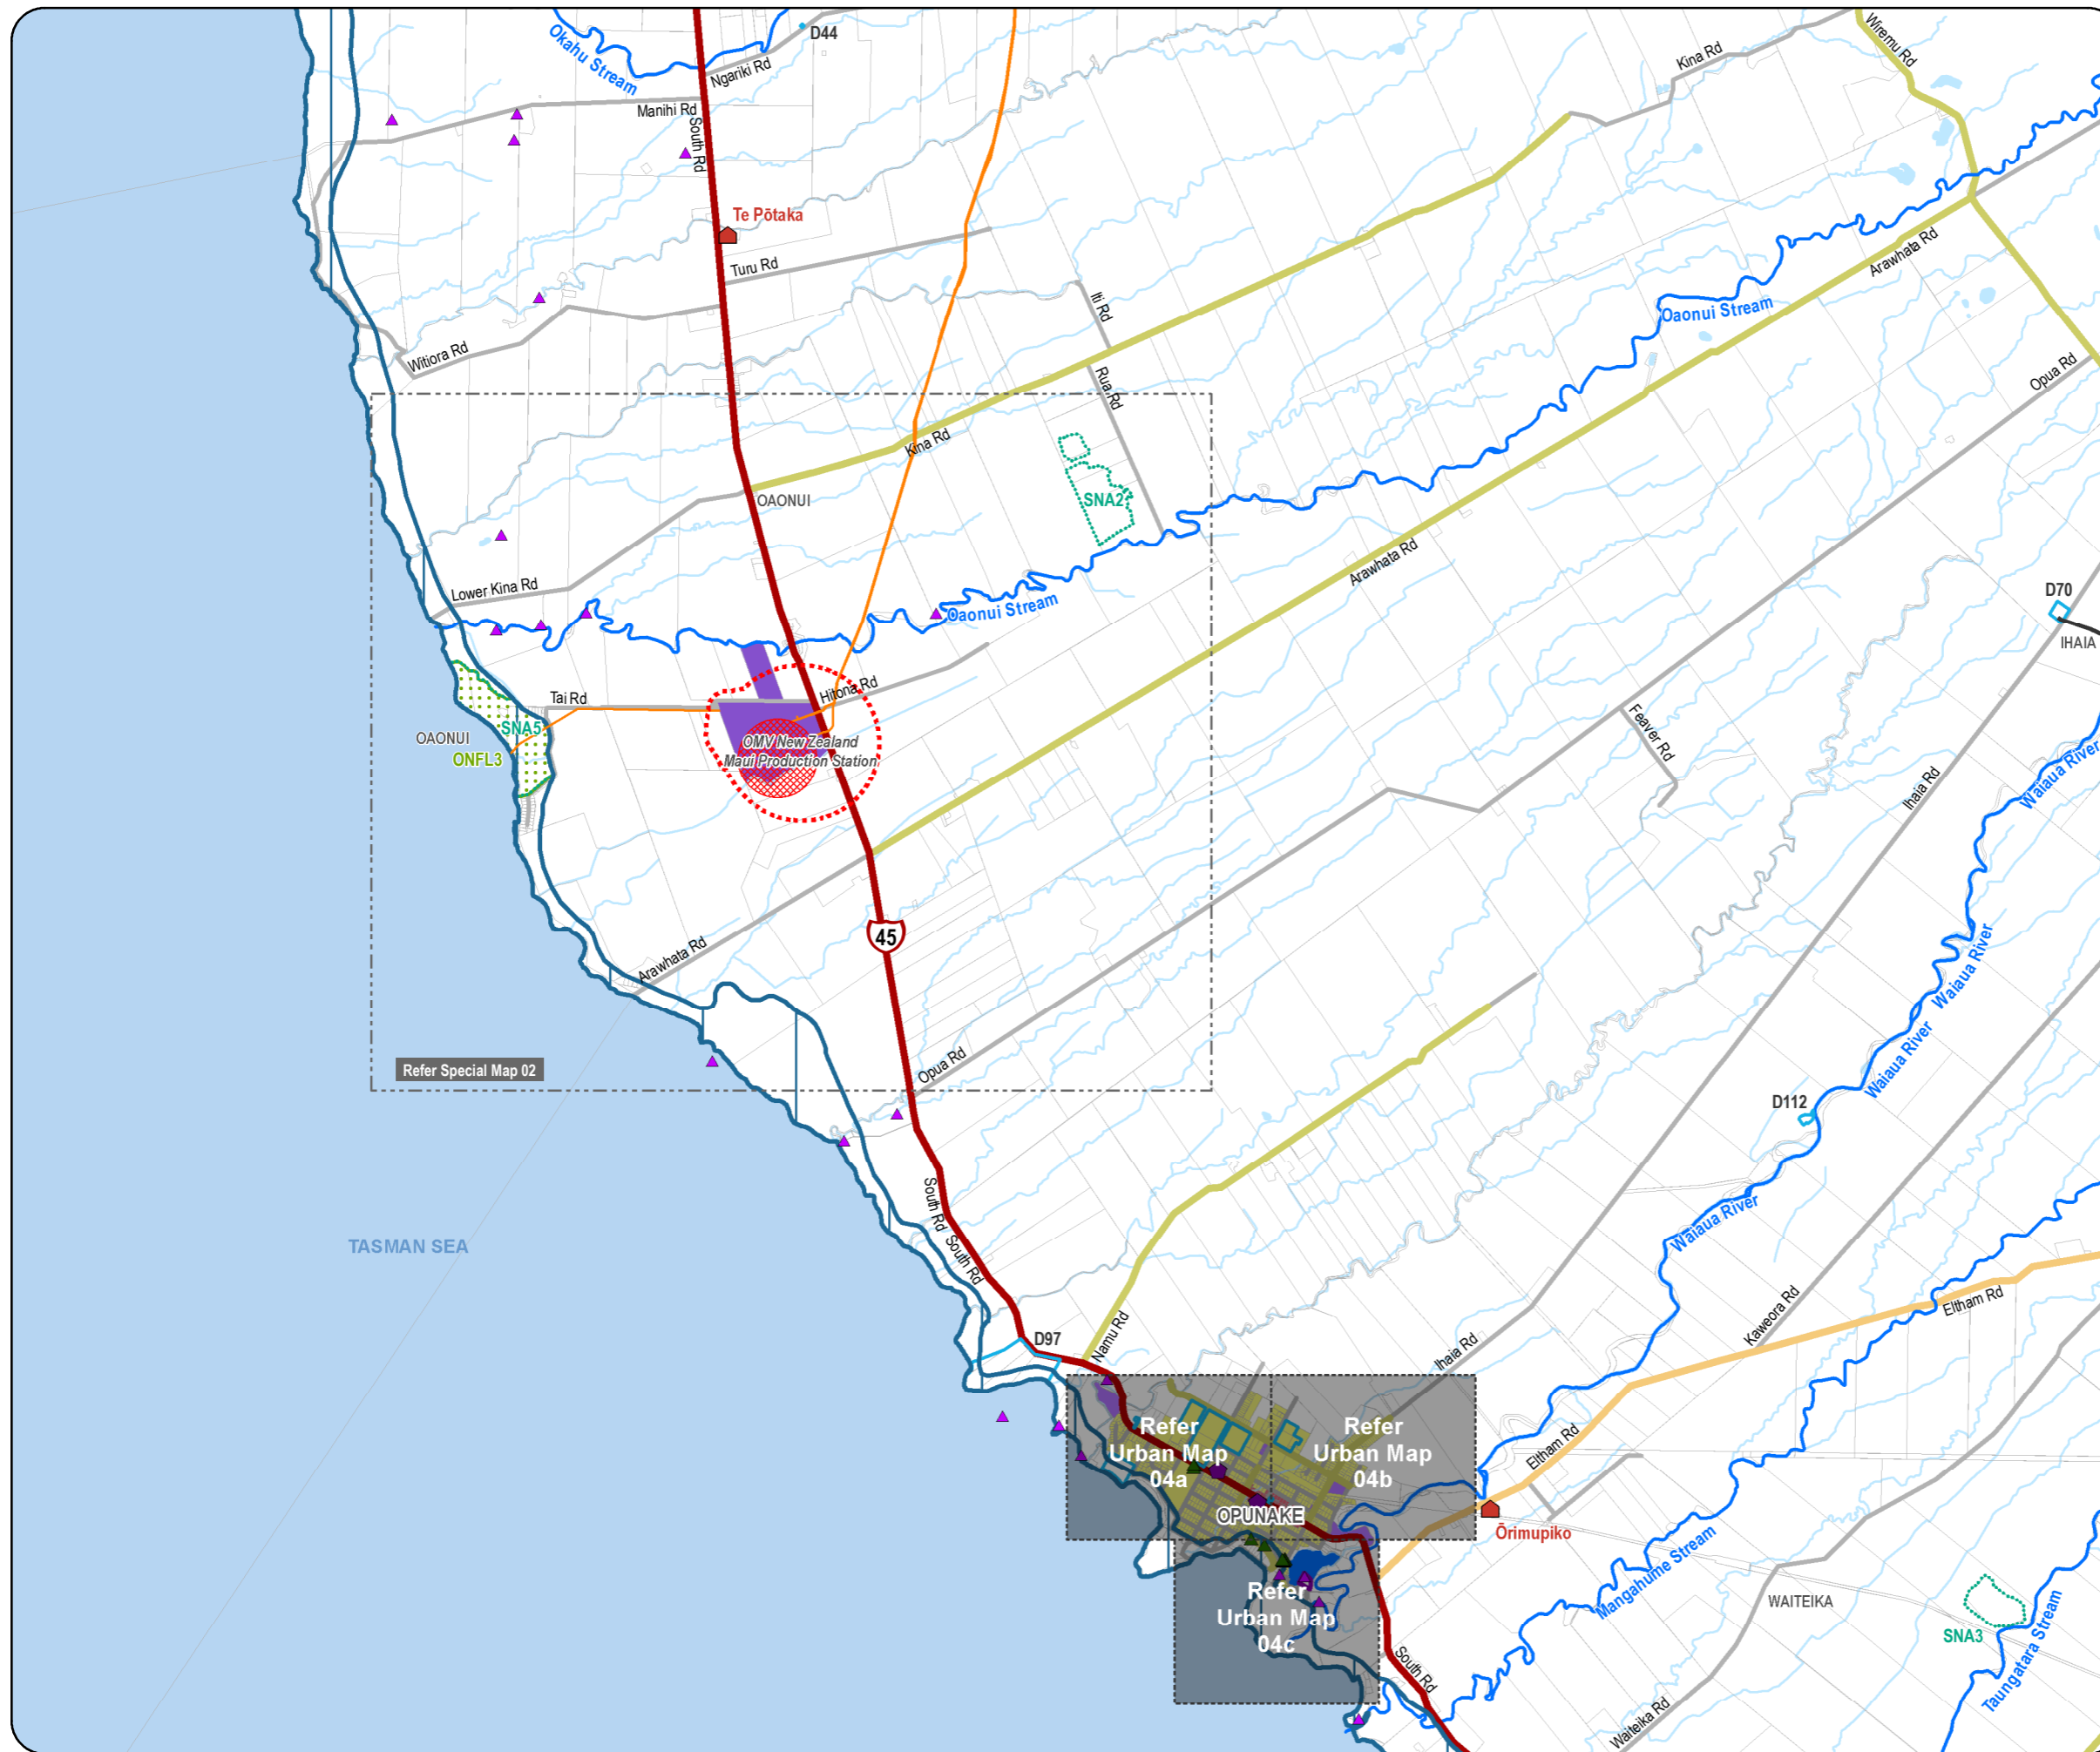 D44
Okahu Stream
Ngariki Rd
Manihi Rd
South Rd
Kina Rd
Wiremu Rd
Te Pōtaka
Turu Rd
Iti Rd
Arawhata Rd
Oaonui Stream
Witiora Rd
Rua Rd
Opua Rd
Kina Rd
OAONUI
SNA2
Arawhata Rd
Lower Kina Rd
Oaonui Stream
D70
IHAIA
Tai Rd
Hitona Rd
SNA5
OAONUI
ONFL3
OMV New Zealand
Maui Production Station
Feaver Rd
Ihaia Rd
Waiaua River
45
Arawhata Rd
Waiaua River
Waiaua River
Opua Rd
Refer Special Map 02
D112
South Rd
South Rd
Waiaua River
TASMAN SEA
Kaweora Rd
Eltham Rd
D97
Namu Rd
Ihaia Rd
Refer
Urban Map
04a
Refer
Urban Map
04b
Eltham Rd
OPUNAKE
Ōrimupiko
Refer
Urban Map
04c
Mangahume Stream
WAITEIKA
SNA3
Taungatara Stream
South Rd
Waiteika Rd